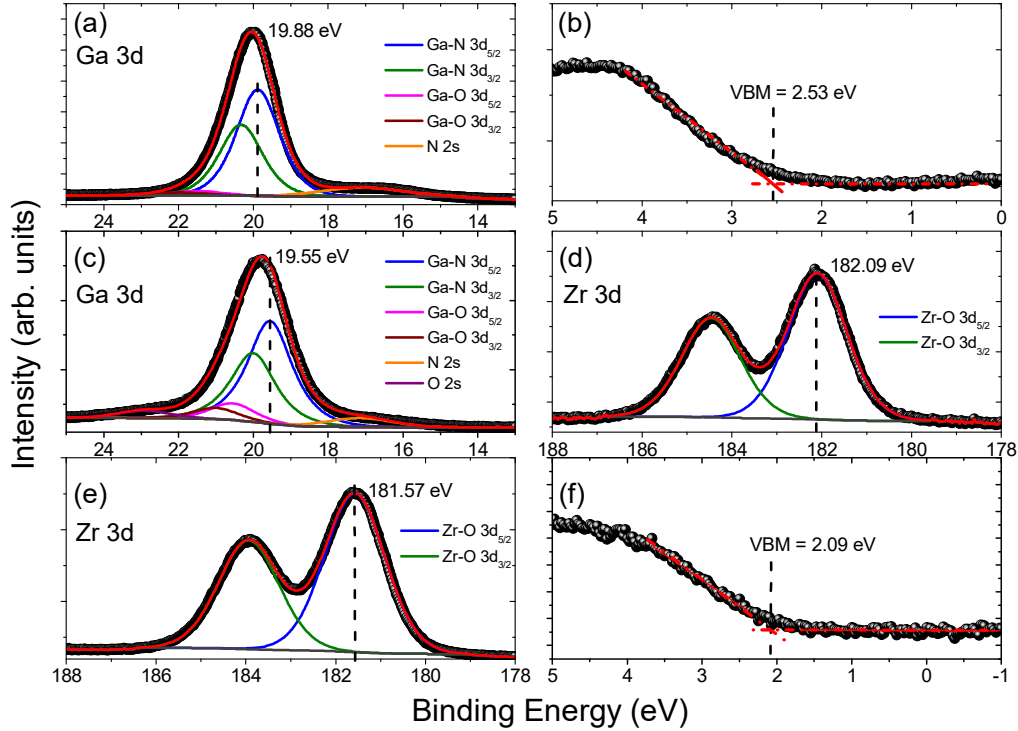 Intensity (arb. units)
(a)
Ga 3d
19.88 eV
Ga-N 3d5/2
Ga-N 3d3/2
Ga-O 3d5/2
Ga-O 3d3/2
N 2s
24 22 20 18 16 14
(b)
VBM = 2.53 eV
5 4 3 2 1 0
(c)
Ga 3d
19.55 eV
Ga-N 3d5/2
Ga-N 3d3/2
Ga-O 3d5/2
Ga-O 3d3/2
N 2s
O 2s
24 22 20 18 16 14
(d)
Zr 3d
182.09 eV
Zr-O 3d5/2
Zr-O 3d3/2
188 186 184 182 180 178
(e)
Zr 3d
181.57 eV
Zr-O 3d5/2
Zr-O 3d3/2
188 186 184 182 180 178
(f)
VBM = 2.09 eV
5 4 3 2 1 0 -1
Binding Energy (eV)